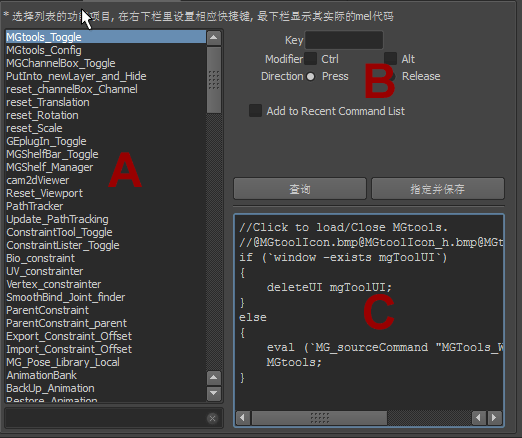 * 选择列表的功能项目, 在右下栏里设置相应快捷键, 最下栏显示其实际的mel代码
MGtools_Toggle
MGtools_Config
MGChannelBox_Toggle
PutInto_newLayer_and_Hide
reset_channelBox_Channel
reset_Translation
reset_Rotation
reset_Scale
GEplugIn_Toggle
MGShelfBar_Toggle
MGShelf_Manager
cam2dViewer
Reset_Viewport
PathTracker
Update_PathTracking
ConstraintTool_Toggle
ConstraintLister_Toggle
Bio_constraint
UV_constrainter
Vertex_constrainter
SmoothBind_Joint_finder
ParentConstraint
ParentConstraint_parent
Export_Constraint_Offset
Import_Constraint_Offset
MG_Pose_Library_Local
AnimationBank
BackUp_Animation
Restore_Animation
A
Key
Modifier Ctrl Alt
Direction Press Release
B
Add to Recent Command List
查询 指定并保存
//Click to load/Close MGtools.
//@MGtoolIcon.bmp@MGtoolIcon_h.bmp@MGt
if (`window -exists mgToolUI`)
{
deleteUI mgToolUI;
}
else
{
eval (`MG_sourceCommand "MGTools_W
MGtools;
}
C